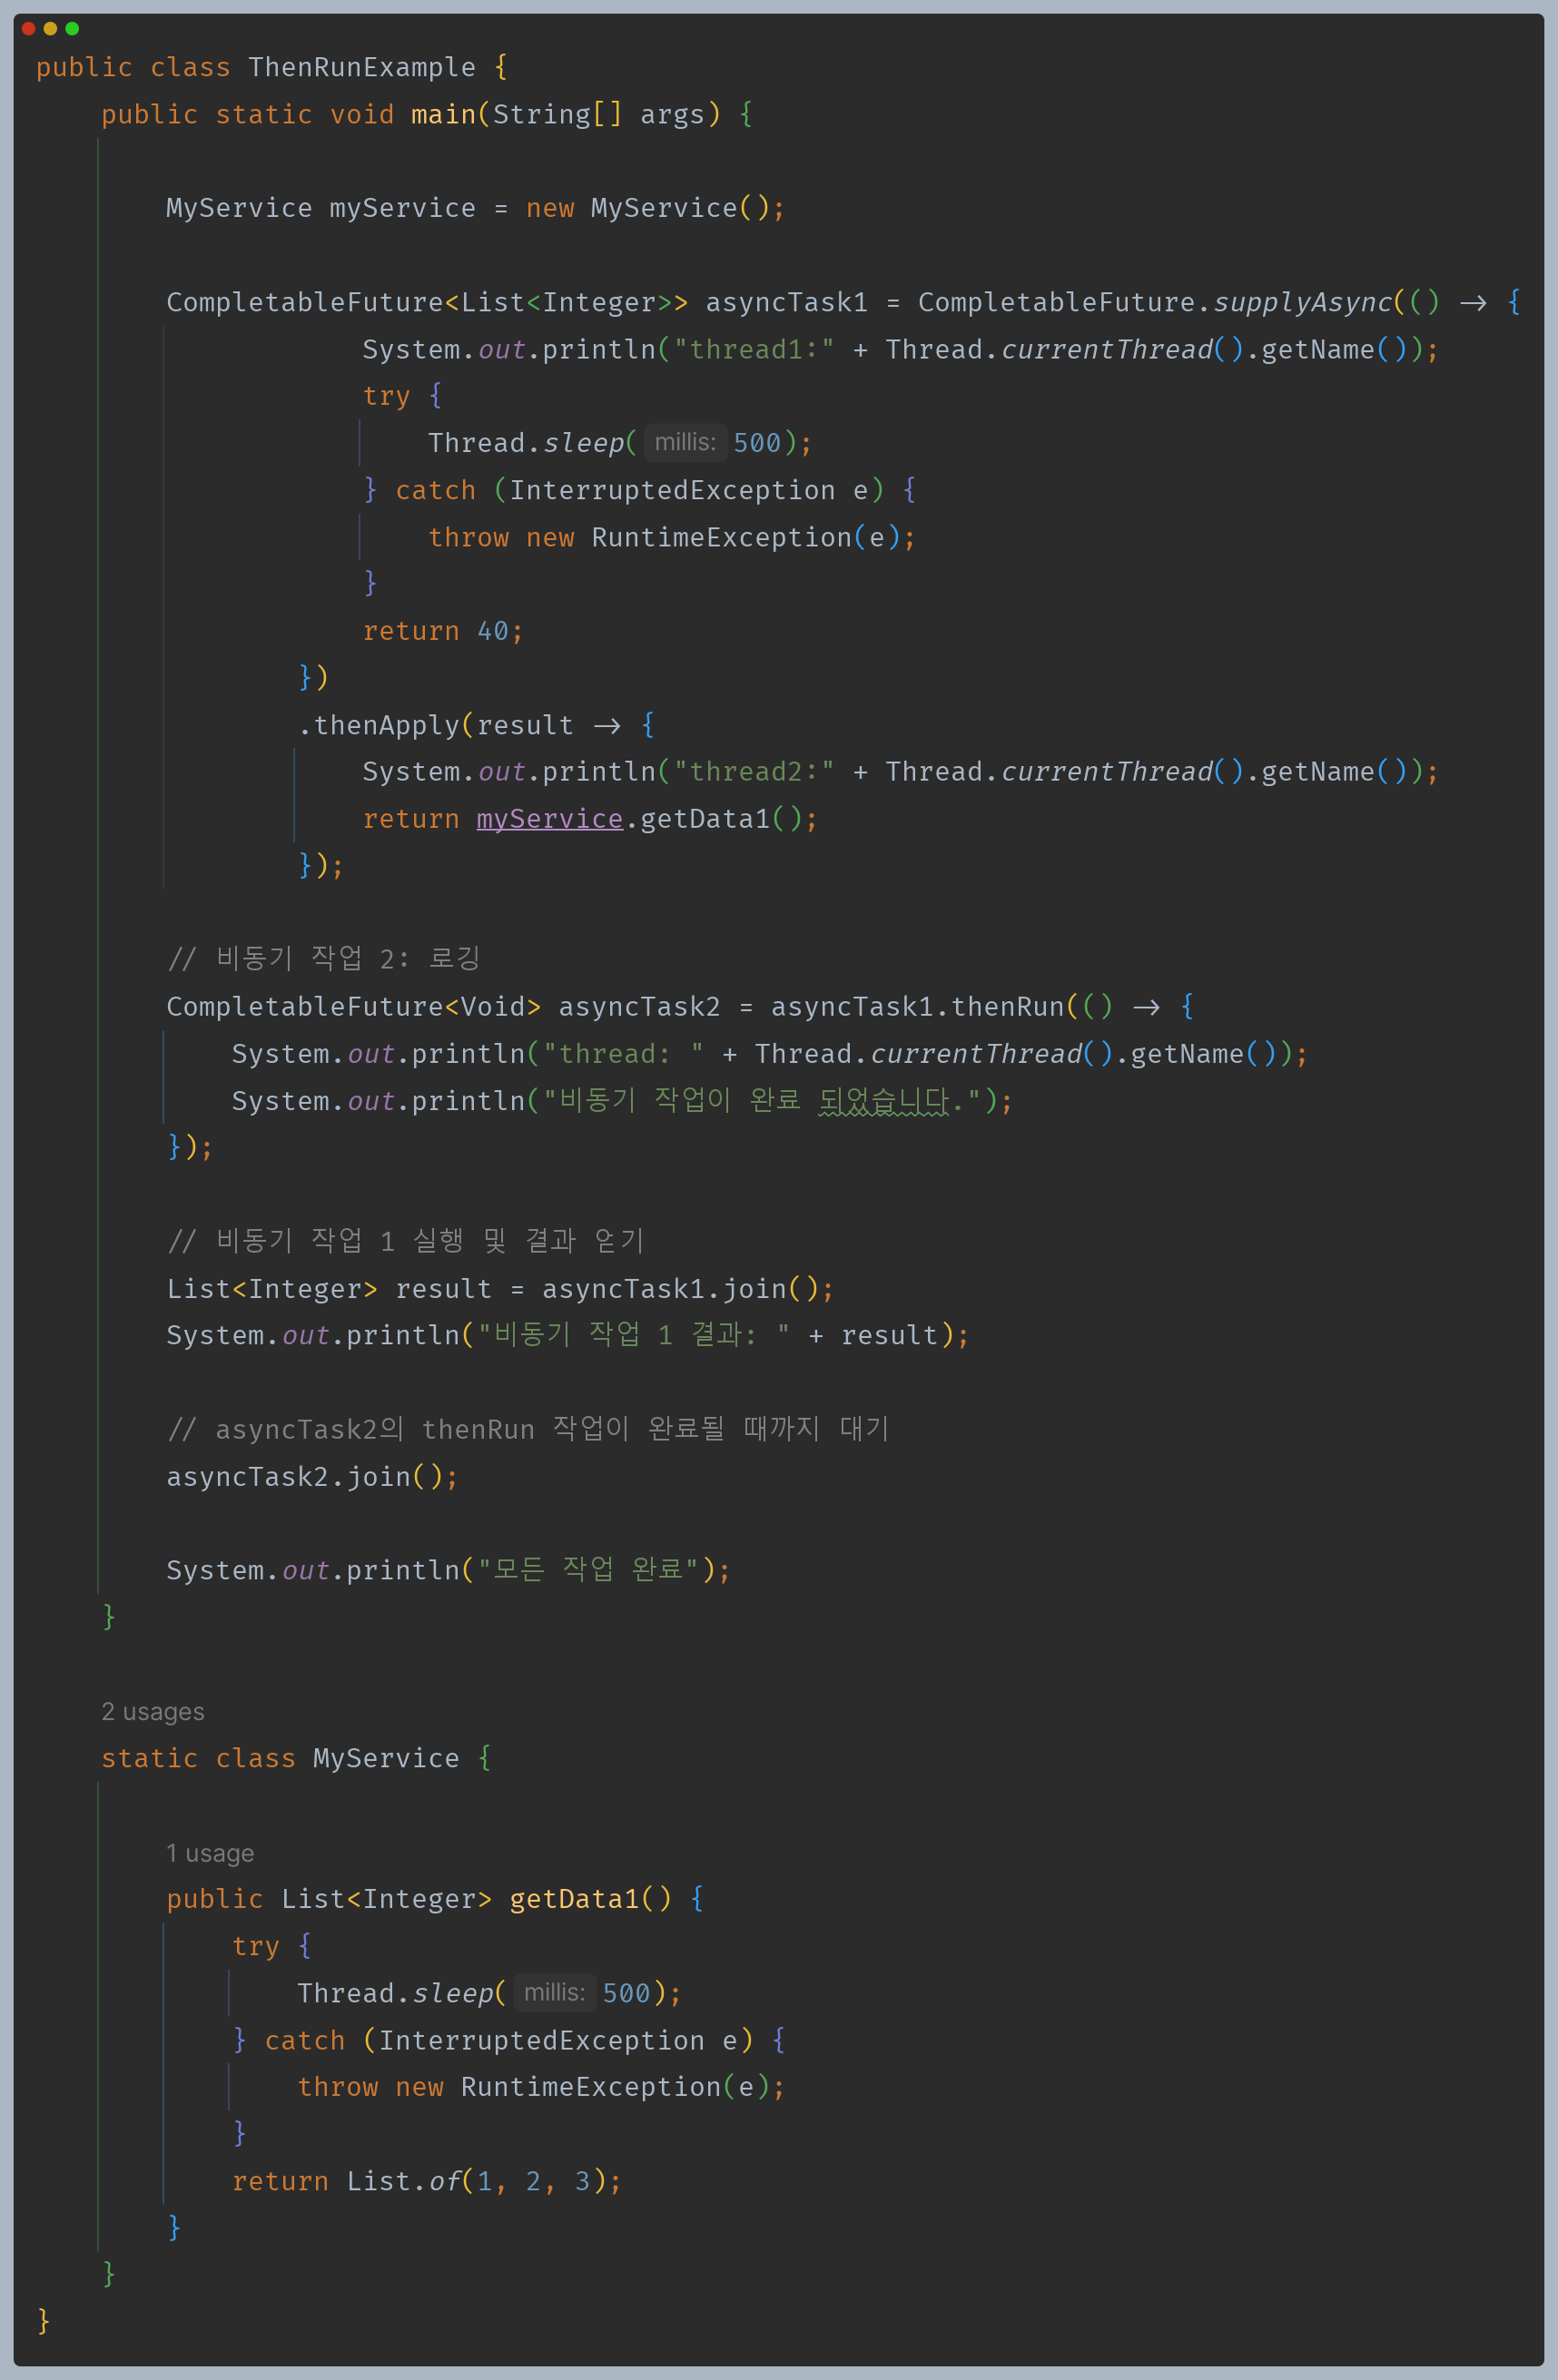 public class ThenRunExample {
    public static void main(String[] args) {
        MyService myService = new MyService();
        CompletableFuture<List<Integer>> asyncTask1 = CompletableFuture.supplyAsync(() -> {
                    System.out.println("thread1:" + Thread.currentThread().getName());
                    try {
                        Thread.sleep( millis: 500);
                    } catch (InterruptedException e) {
                        throw new RuntimeException(e);
                    }
                    return 40;
                })
                .thenApply(result -> {
                    System.out.println("thread2:" + Thread.currentThread().getName());
                    return myService.getData1();
                });
        // 비동기 작업 2: 로깅
        CompletableFuture<Void> asyncTask2 = asyncTask1.thenRun(() -> {
            System.out.println("thread: " + Thread.currentThread().getName());
            System.out.println("비동기 작업이 완료 되었습니다.");
        });
        // 비동기 작업 1 실행 및 결과 얻기
        List<Integer> result = asyncTask1.join();
        System.out.println("비동기 작업 1 결과: " + result);
        // asyncTask2의 thenRun 작업이 완료될 때까지 대기
        asyncTask2.join();
        System.out.println("모든 작업 완료");
    }
    2 usages
    static class MyService {
        1 usage
        public List<Integer> getData1() {
            try {
                Thread.sleep( millis: 500);
            } catch (InterruptedException e) {
                throw new RuntimeException(e);
            }
            return List.of(1, 2, 3);
        }
    }
}